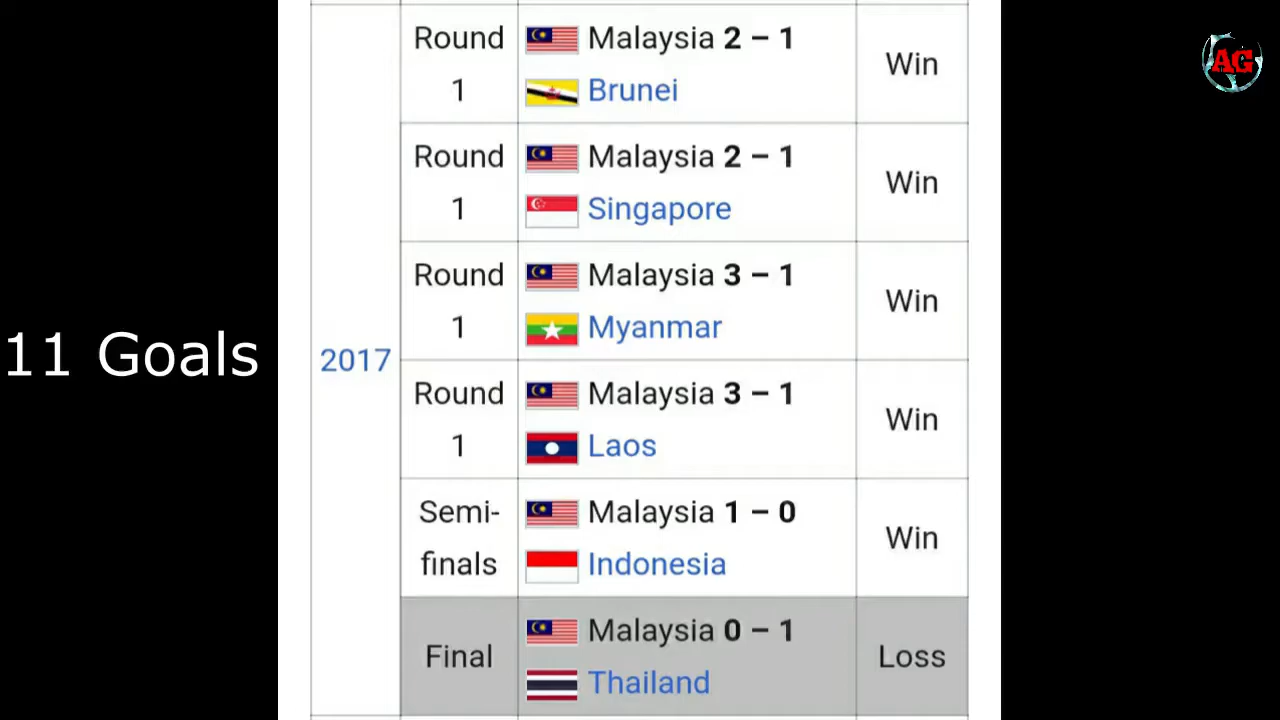 AG
11 Goals
2017
Round
1
Malaysia 2 – 1
Brunei
Win
Round
1
Malaysia 2 – 1
Singapore
Win
Round
1
Malaysia 3 – 1
Myanmar
Win
Round
1
Malaysia 3 – 1
Laos
Win
Semi-
finals
Malaysia 1 – 0
Indonesia
Win
Final
Malaysia 0 – 1
Thailand
Loss